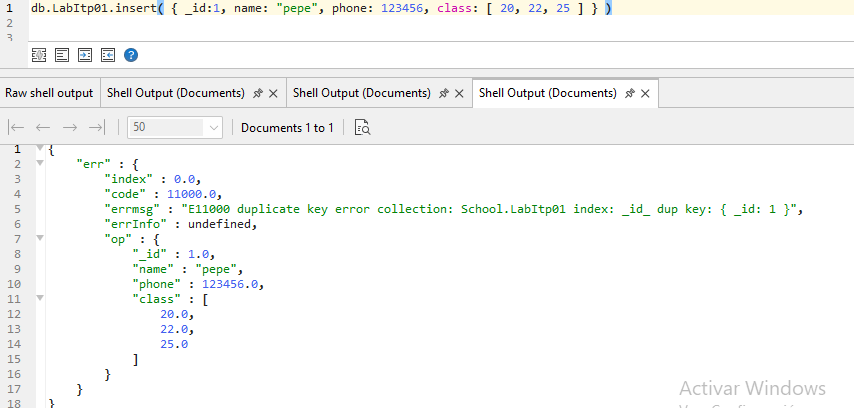 1 db.LabItp01.insert( { _id:1, name: "pepe", phone: 123456, class: [ 20, 22, 25 ] } )
2
3
Raw shell output Shell Output (Documents) Shell Output (Documents) Shell Output (Documents)
50 Documents 1 to 1
1 {
2 "err" : {
3 "index" : 0.0,
4 "code" : 11000.0,
5 "errmsg" : "E11000 duplicate key error collection: School.LabItp01 index: _id_ dup key: { _id: 1 }",
6 "errInfo" : undefined,
7 "op" : {
8 "_id" : 1.0,
9 "name" : "pepe",
10 "phone" : 123456.0,
11 "class" : [
12 20.0,
13 22.0,
14 25.0
15 ]
16 }
17 }
18 }
Activar Windows